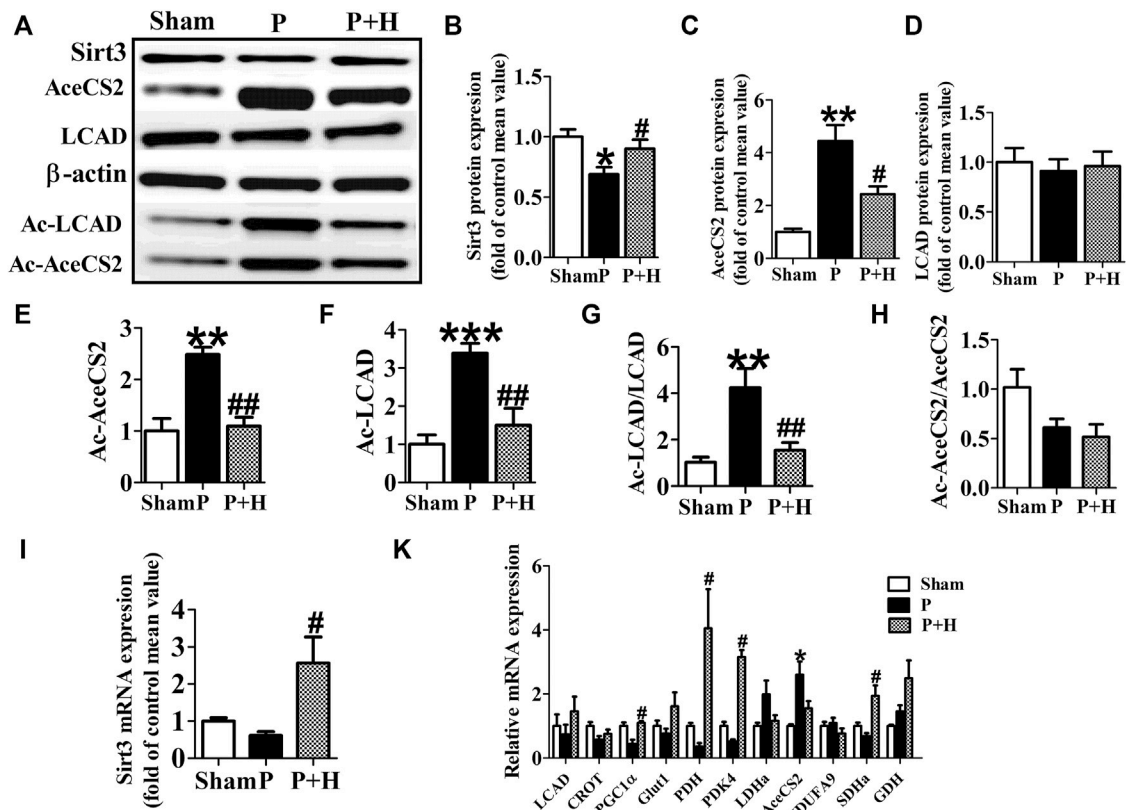 A
Sham P P+H
Sirt3
AceCS2
LCAD
β-actin
Ac-LCAD
Ac-AceCS2
B
Sirt3 protein expresion
(fold of control mean value)
1.5
1.0
0.5
0.0
*
#
Sham P P+H
C
AceCS2 protein expresion
(fold of control mean value)
8
6
4
2
0
**
#
Sham P P+H
D
LCAD protein expresion
(fold of control mean value)
1.5
1.0
0.5
0.0
Sham P P+H
E
Ac-AceCS2
3
2
1
0
**
##
Sham P P+H
F
Ac-LCAD
4
3
2
1
0
***
##
Sham P P+H
G
Ac-LCAD/LCAD
6
4
2
0
**
##
Sham P P+H
H
Ac-AceCS2/AceCS2
1.5
1.0
0.5
0.0
Sham P P+H
I
Sirt3 mRNA expresion
(fold of control mean value)
4
3
2
1
0
#
Sham P P+H
K
Relative mRNA expression
6
4
2
0
#
#
#
*
#
Sham
P
P+H
LCAD
CROT
PGC1α
Glut1
PDH
PDK4
LDHa
AceCS2
DUFA9
SDHa
GDH